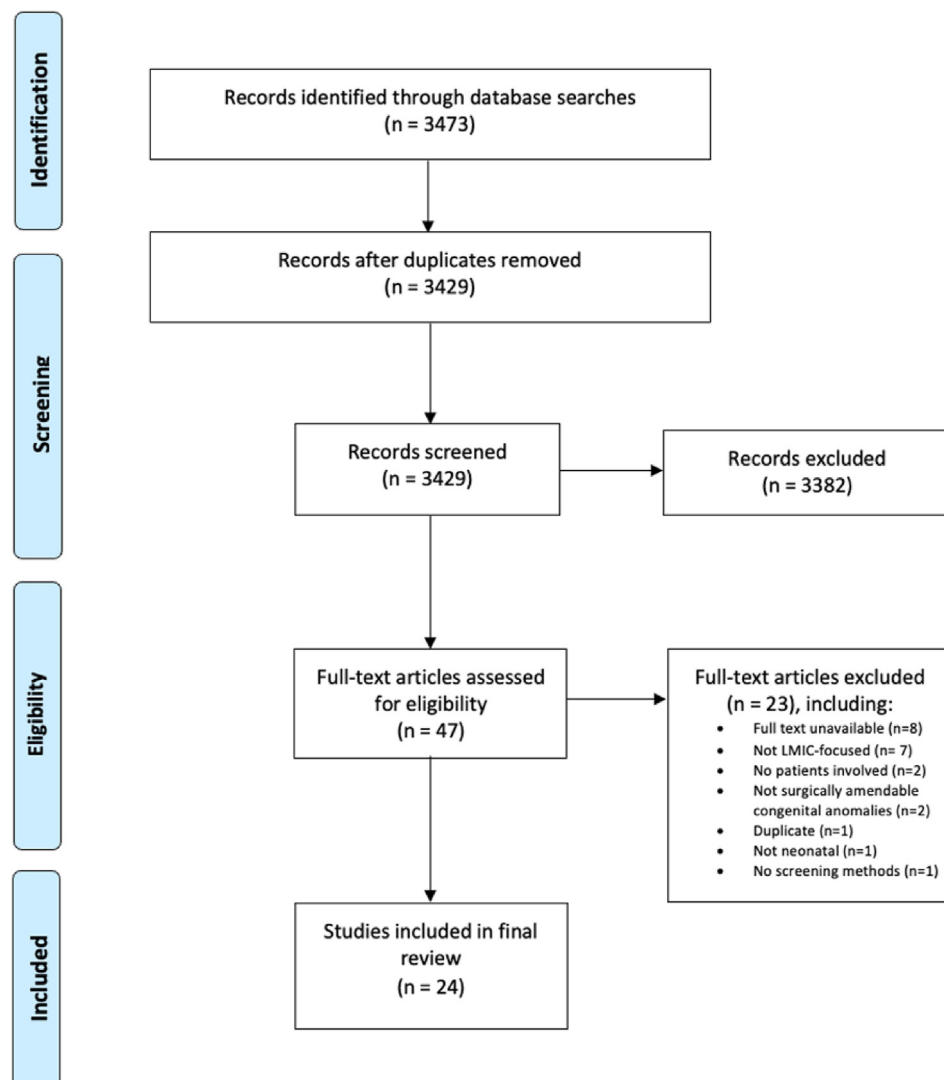 Identification
Records identified through database searches
(n = 3473)
Records after duplicates removed
(n = 3429)
Screening
Records screened
(n = 3429)
Records excluded
(n = 3382)
Eligibility
Full-text articles assessed
for eligibility
(n = 47)
Full-text articles excluded
(n = 23), including:
• Full text unavailable (n=8)
• Not LMIC-focused (n= 7)
• No patients involved (n=2)
• Not surgically amendable
congenital anomalies (n=2)
• Duplicate (n=1)
• Not neonatal (n=1)
• No screening methods (n=1)
Included
Studies included in final
review
(n = 24)